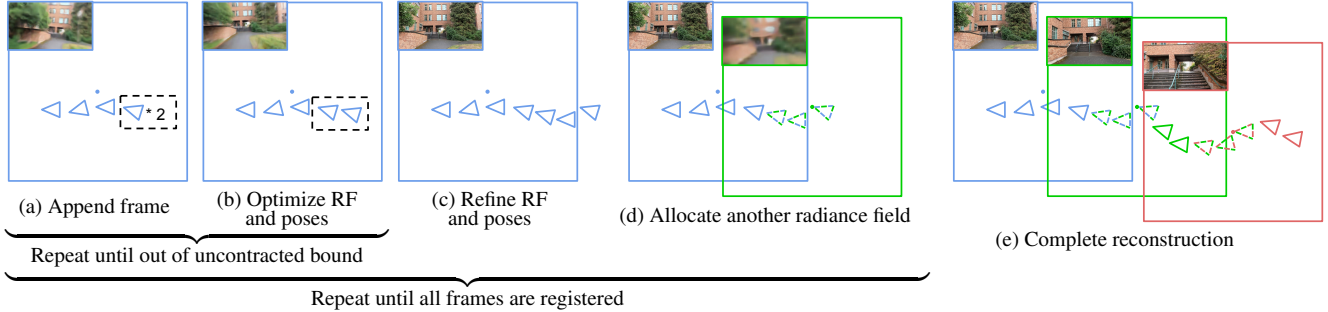 * 2
(a) Append frame
(b) Optimize RF
and poses
(c) Refine RF
and poses
(d) Allocate another radiance field
(e) Complete reconstruction
Repeat until out of uncontracted bound
Repeat until all frames are registered